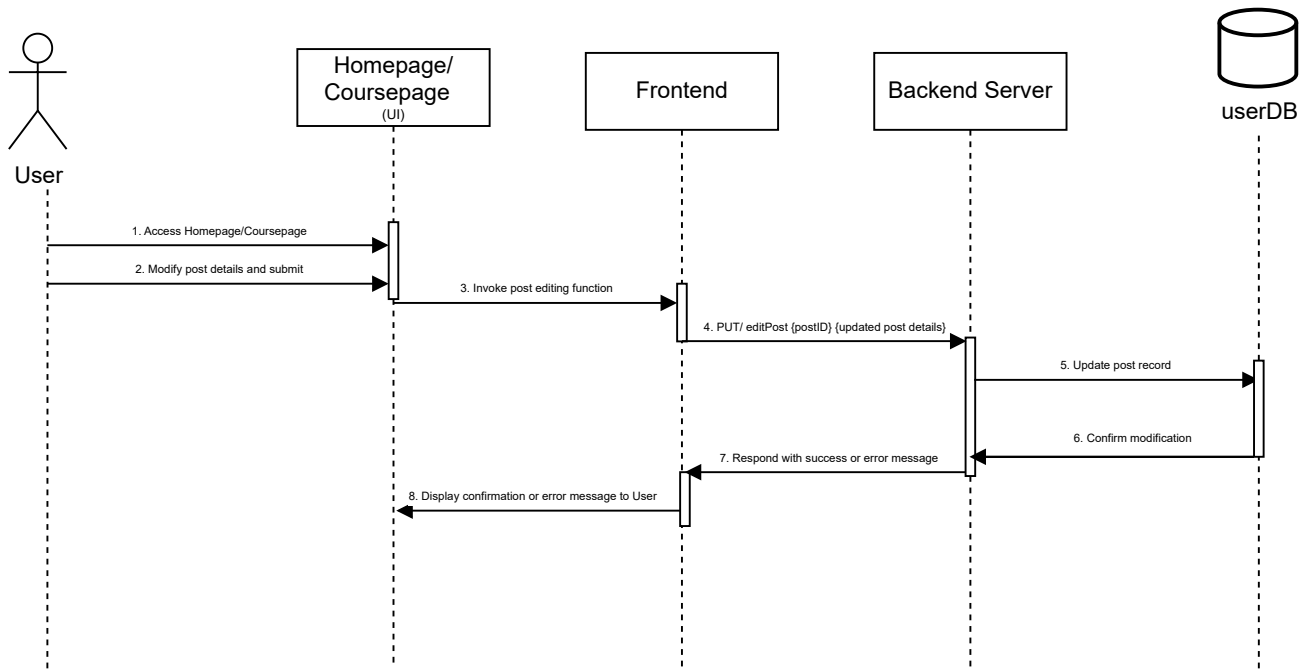 Homepage/
Coursepage
(UI)
Frontend
Backend Server
userDB
User
1. Access Homepage/Coursepage
2. Modify post details and submit
3. Invoke post editing function
4. PUT/ editPost {postID} {updated post details}
5. Update post record
6. Confirm modification
7. Respond with success or error message
8. Display confirmation or error message to User